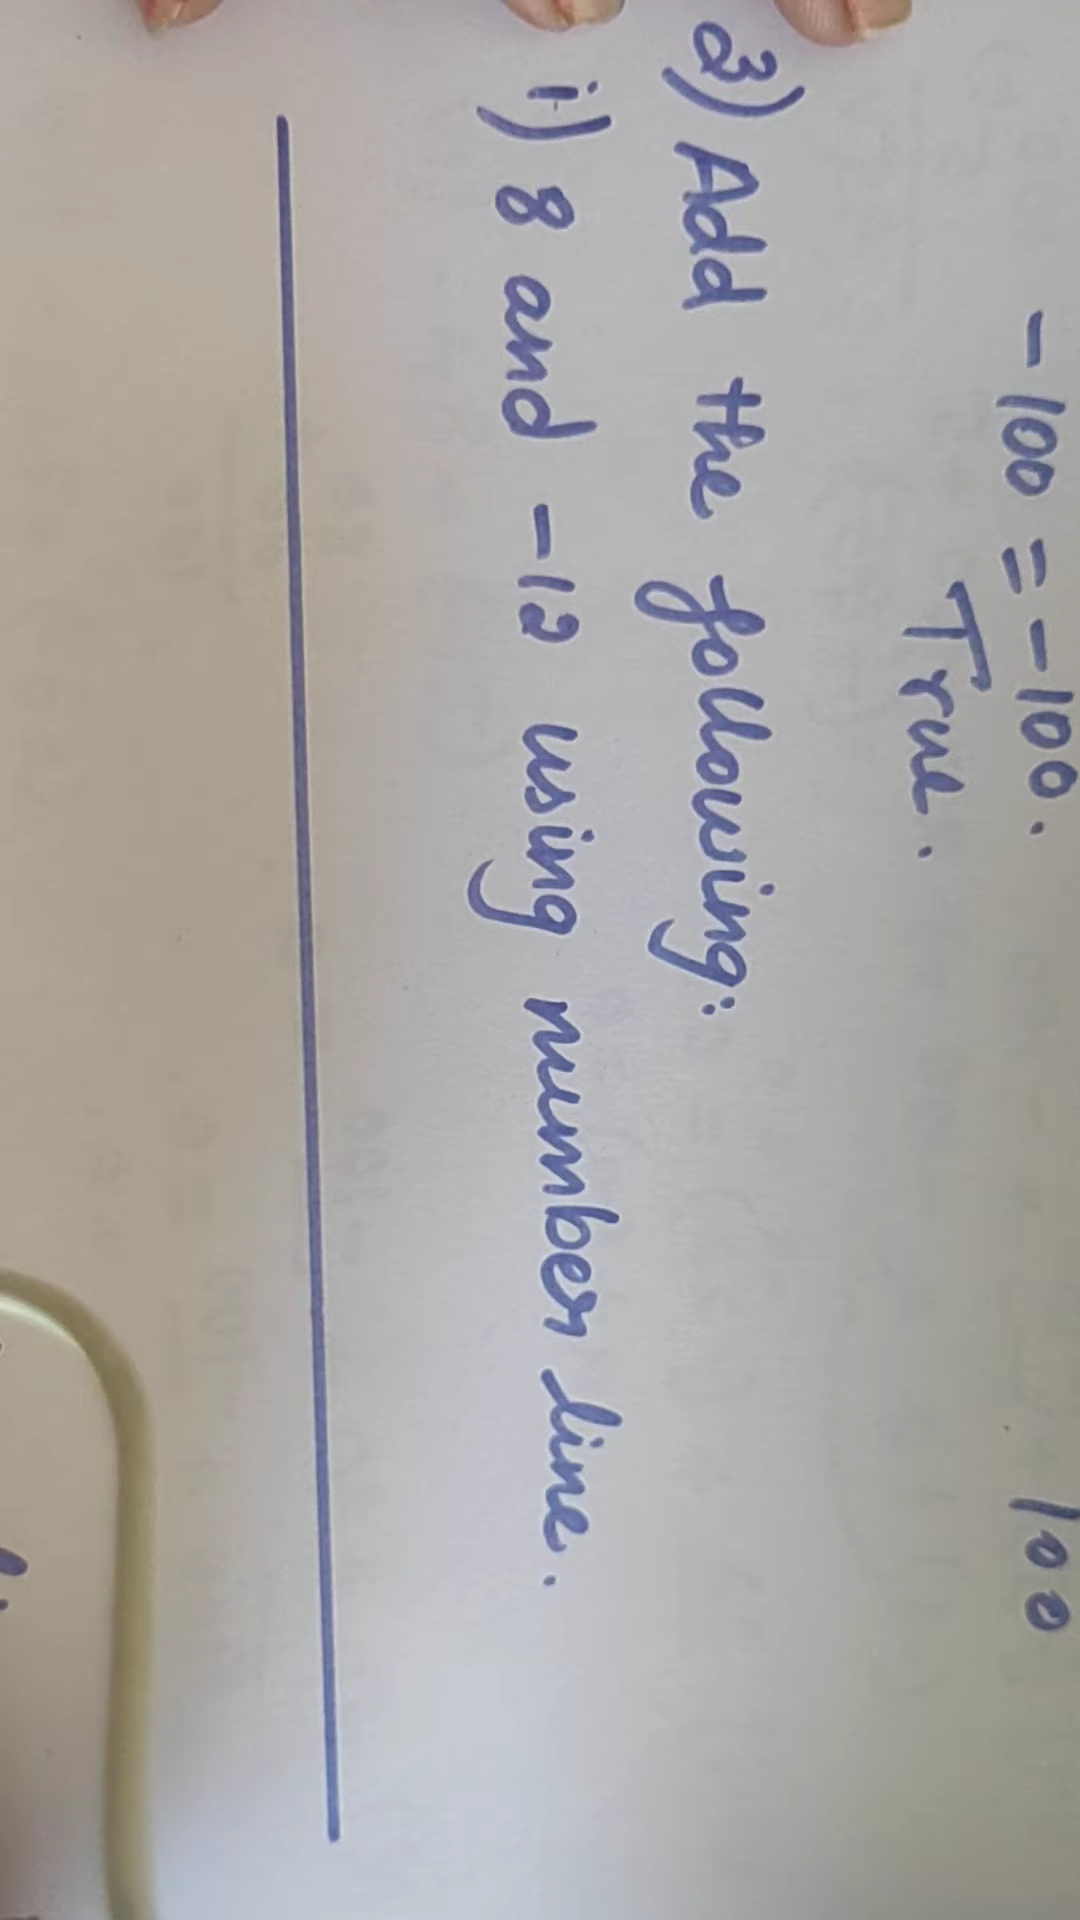 -100 = -100.
100
True.
3) Add the following:
i) 8 and -12 using number line.